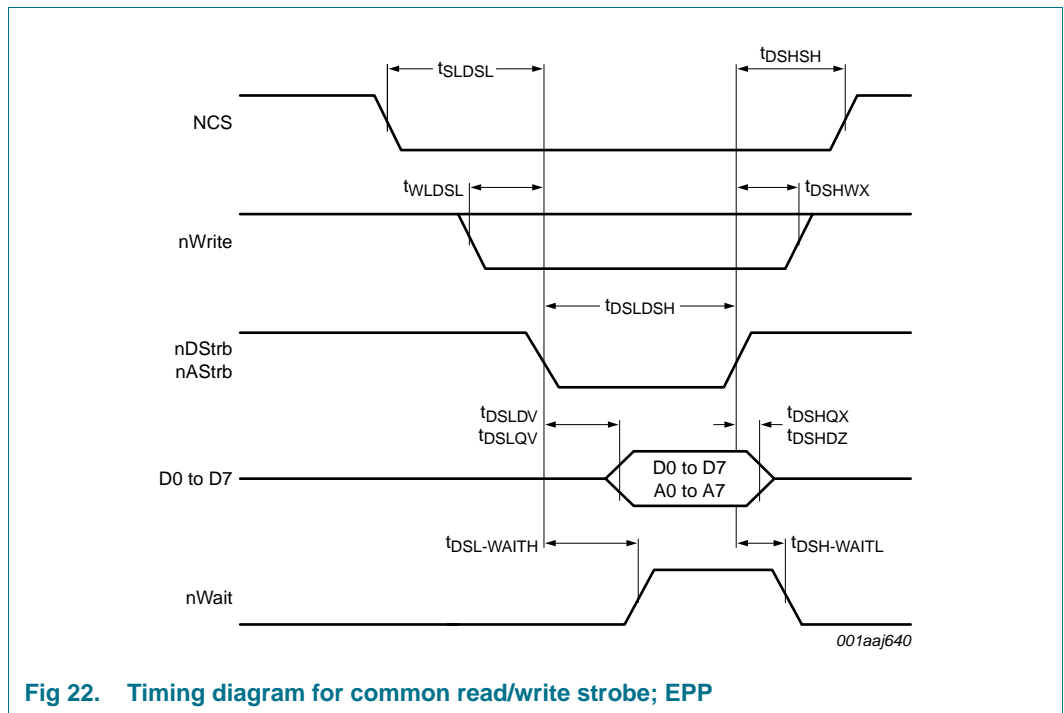 tSLDSL
tDSHSH
NCS
tWLDSL
tDSHWX
nWrite
tDSLDSH
nDStrb
nAStrb
tDSLDV
tDSLQV
tDSHQX
tDSHDZ
D0 to D7
D0 to D7
A0 to A7
tDSL-WAITH
tDSH-WAITL
nWait
001aaj640
Fig 22. Timing diagram for common read/write strobe; EPP